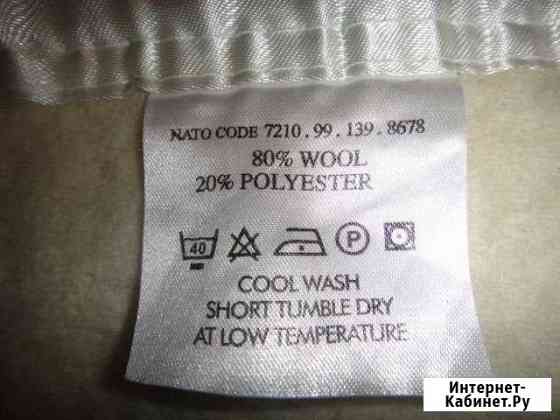 NATO CODE 7210.99.139.8678
80% WOOL
20% POLYESTER
40 P
COOL WASH
SHORT TUMBLE DRY
AT LOW TEMPERATURE
Интернет-
Кабинет.Ру